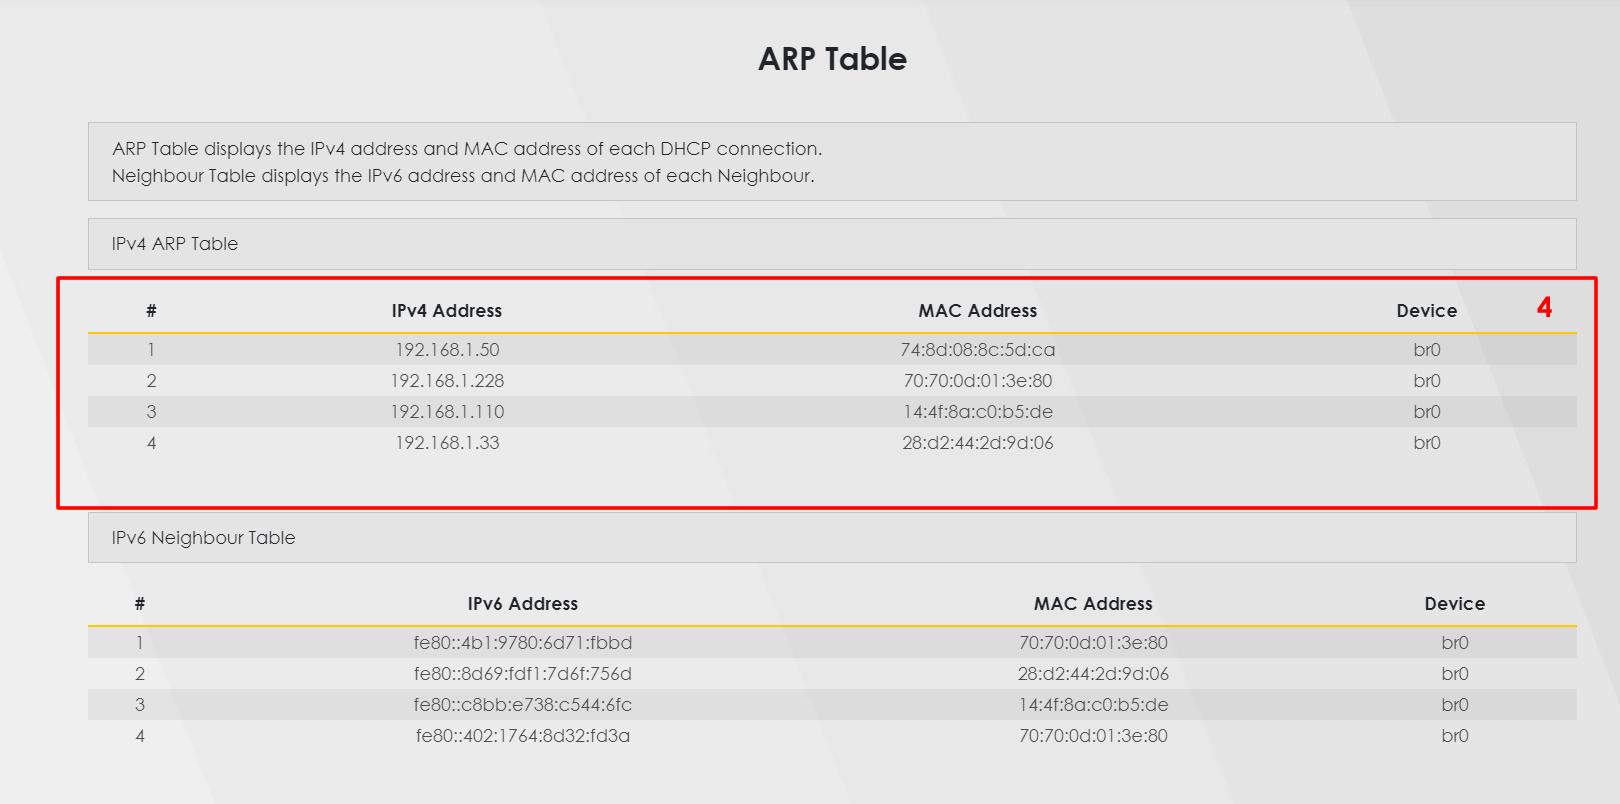 ARP Table
ARP Table displays the IPv4 address and MAC address of each DHCP connection.
Neighbour Table displays the IPv6 address and MAC address of each Neighbour.
IPv4 ARP Table
# IPv4 Address MAC Address Device 4
1 192.168.1.50 74:8d:08:8c:5d:ca br0
2 192.168.1.228 70:70:0d:01:3e:80 br0
3 192.168.1.110 14:4f:8a:c0:b5:de br0
4 192.168.1.33 28:d2:44:2d:9d:06 br0
IPv6 Neighbour Table
# IPv6 Address MAC Address Device
1 fe80::4b1:9780:6d71:fbbd 70:70:0d:01:3e:80 br0
2 fe80::8d69:fdf1:7d6f:756d 28:d2:44:2d:9d:06 br0
3 fe80::c8bb:e738:c544:6fc 14:4f:8a:c0:b5:de br0
4 fe80::402:1764:8d32:fd3a 70:70:0d:01:3e:80 br0